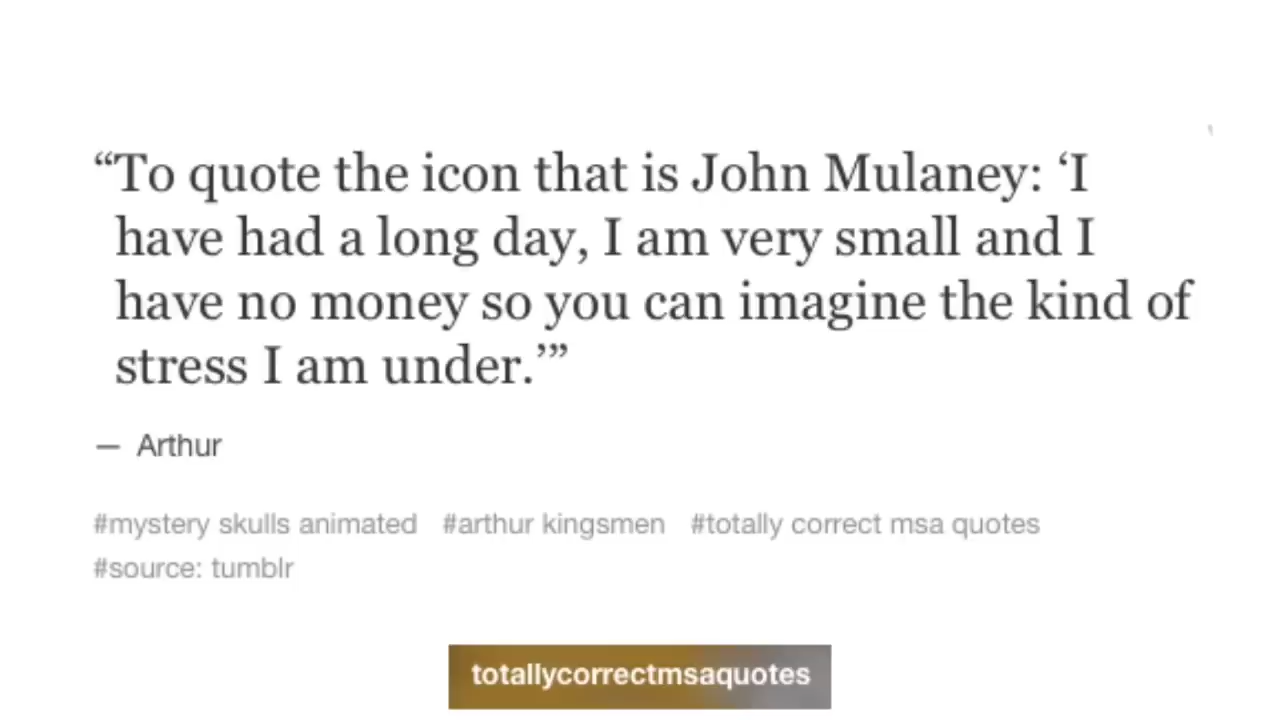 “To quote the icon that is John Mulaney: ‘I
have had a long day, I am very small and I
have no money so you can imagine the kind of
stress I am under.’”
— Arthur
#mystery skulls animated #arthur kingsmen #totally correct msa quotes
#source: tumblr
totallycorrectmsaquotes